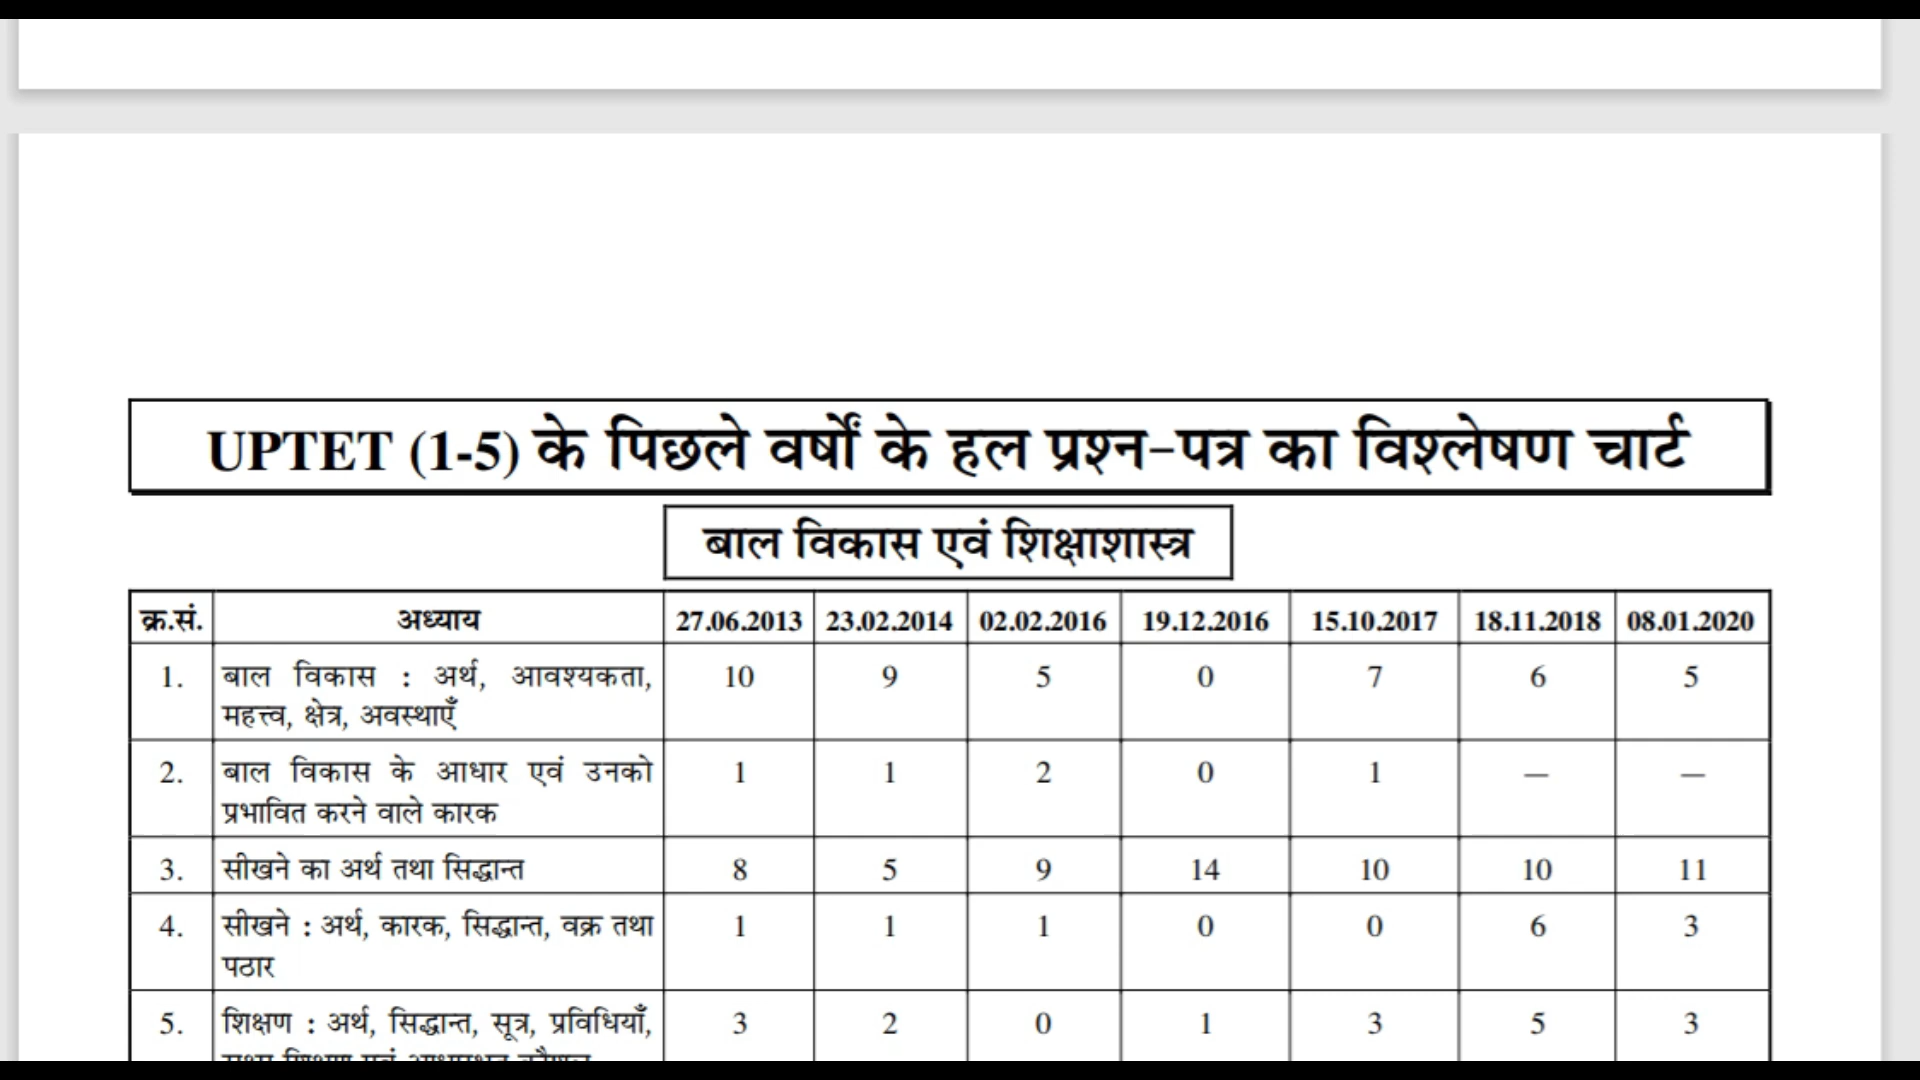 UPTET (1-5) के पिछले वर्षों के हल प्रश्न-पत्र का विश्लेषण चार्ट
बाल विकास एवं शिक्षाशास्त्र
क्र.सं. अध्याय 27.06.2013 23.02.2014 02.02.2016 19.12.2016 15.10.2017 18.11.2018 08.01.2020
1. बाल विकास : अर्थ, आवश्यकता, 10 9 5 0 7 6 5
महत्त्व, क्षेत्र, अवस्थाएँ
2. बाल विकास के आधार एवं उनको 1 1 2 0 1 — —
प्रभावित करने वाले कारक
3. सीखने का अर्थ तथा सिद्धान्त 8 5 9 14 10 10 11
4. सीखने : अर्थ, कारक, सिद्धान्त, वक्र तथा 1 1 1 0 0 6 3
पठार
5. शिक्षण : अर्थ, सिद्धान्त, सूत्र, प्रविधियाँ, 3 2 0 1 3 5 3